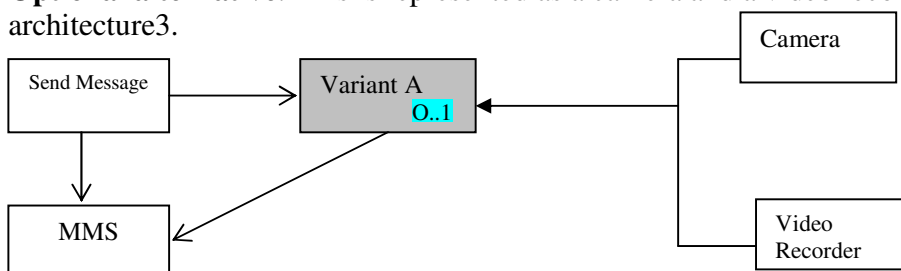 architecture3.
Camera
Send Message
Variant A
O..1
MMS
Video
Recorder